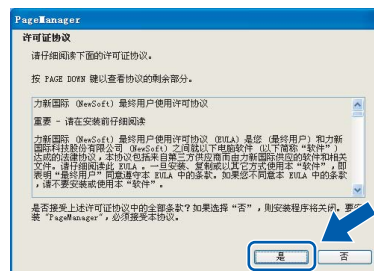 PageManager
许可证协议
请仔细阅读下面的许可证协议。
按 PAGE DOWN 键以查看协议的剩余部分。
力新国际 (NewSoft) 最终用户使用许可协议
重要 - 请在安装前仔细阅读
力新国际 (NewSoft) 最终用户使用许可协议 (EULA) 是您 (最终用户) 和力新
国际科技股份有限公司 (NewSoft) 之间就以下电脑软件 (以下简称“软件”)
达成的法律协议，本协议包括来自第三方供应商而由力新国际供应的软件和相关
文件。请仔细阅读此 EULA 。一旦安装、复制或以其它方式使用本“软件”，即
表明“最终用户”同意遵守本 EULA 中的条款。如果您不同意本 EULA 中的条款
，请不要安装或使用本“软件”。
是否接受上述许可证协议中的全部条款？如果选择“否”，则安装程序将关闭。要安
装 "PageManager"，必须接受本协议。
是
否